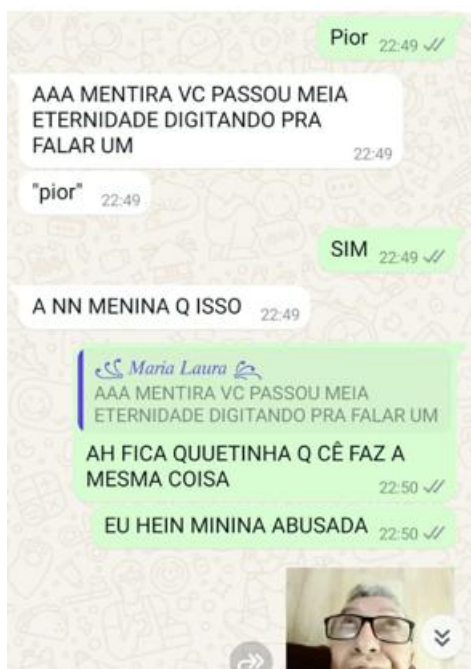 Pior 22:49
AAA MENTIRA VC PASSOU MEIA
ETERNIDADE DIGITANDO PRA
FALAR UM 22:49
"pior" 22:49
SIM 22:49
A NN MENINA Q ISSO 22:49
Maria Laura
AAA MENTIRA VC PASSOU MEIA
ETERNIDADE DIGITANDO PRA FALAR UM
AH FICA QUUETINHA Q CÊ FAZ A
MESMA COISA 22:50
EU HEIN MININA ABUSADA 22:50